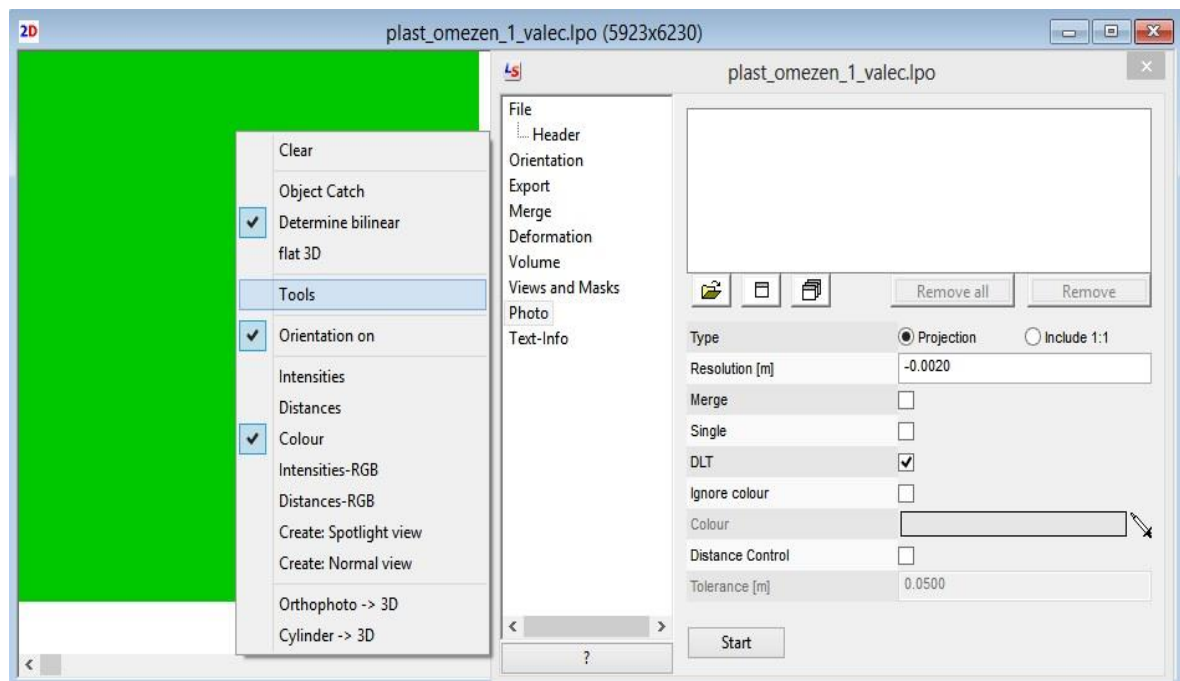 2D plast_omezen_1_valec.lpo (5923x6230)
Clear
Object Catch
Determine bilinear
flat 3D
Tools
Orientation on
Intensities
Distances
Colour
Intensities-RGB
Distances-RGB
Create: Spotlight view
Create: Normal view
Orthophoto -> 3D
Cylinder -> 3D
LS plast_omezen_1_valec.lpo
File
Header
Orientation
Export
Merge
Deformation
Volume
Views and Masks
Photo
Text-Info
?
Remove all Remove
Type Projection Include 1:1
Resolution [m] -0.0020
Merge
Single
DLT
Ignore colour
Colour
Distance Control
Tolerance [m] 0.0500
Start